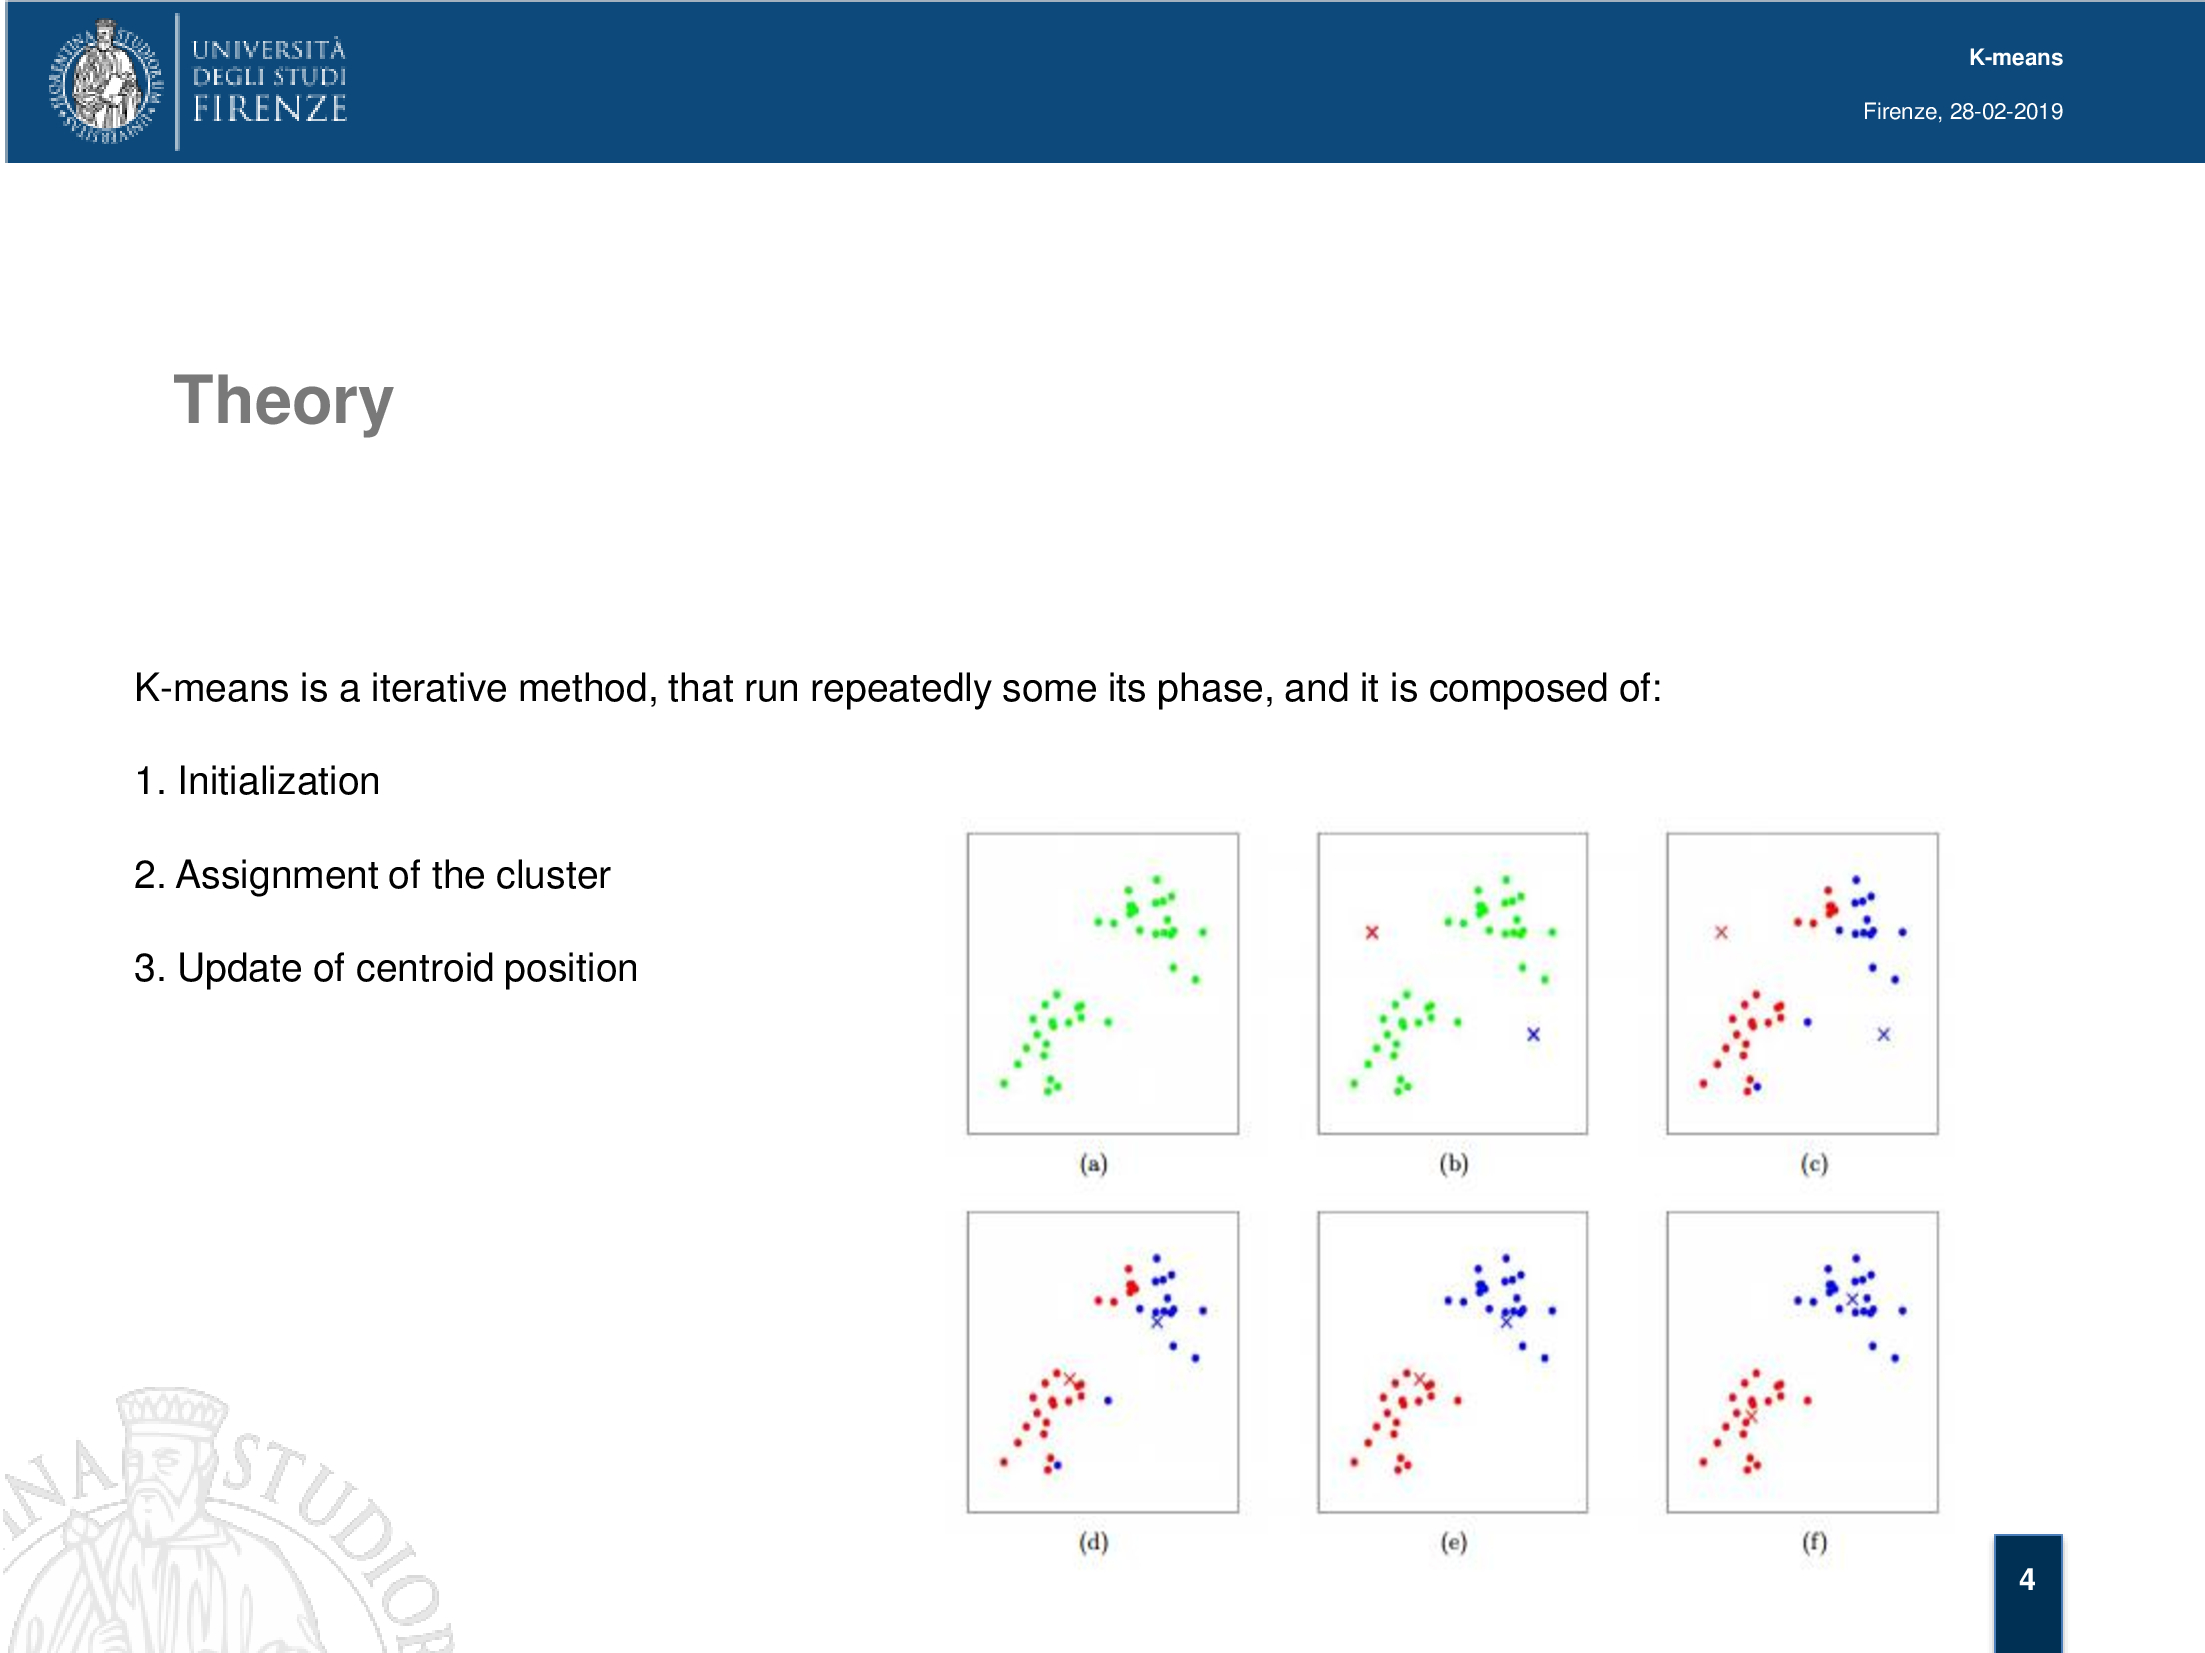 UNIVERSITÀ
DEGLI STUDI
FIRENZE
K-means
Firenze, 28-02-2019
Theory
K-means is a iterative method, that run repeatedly some its phase, and it is composed of:
1. Initialization
2. Assignment of the cluster
3. Update of centroid position
(a)
(b)
(c)
(d)
(e)
(f)
4